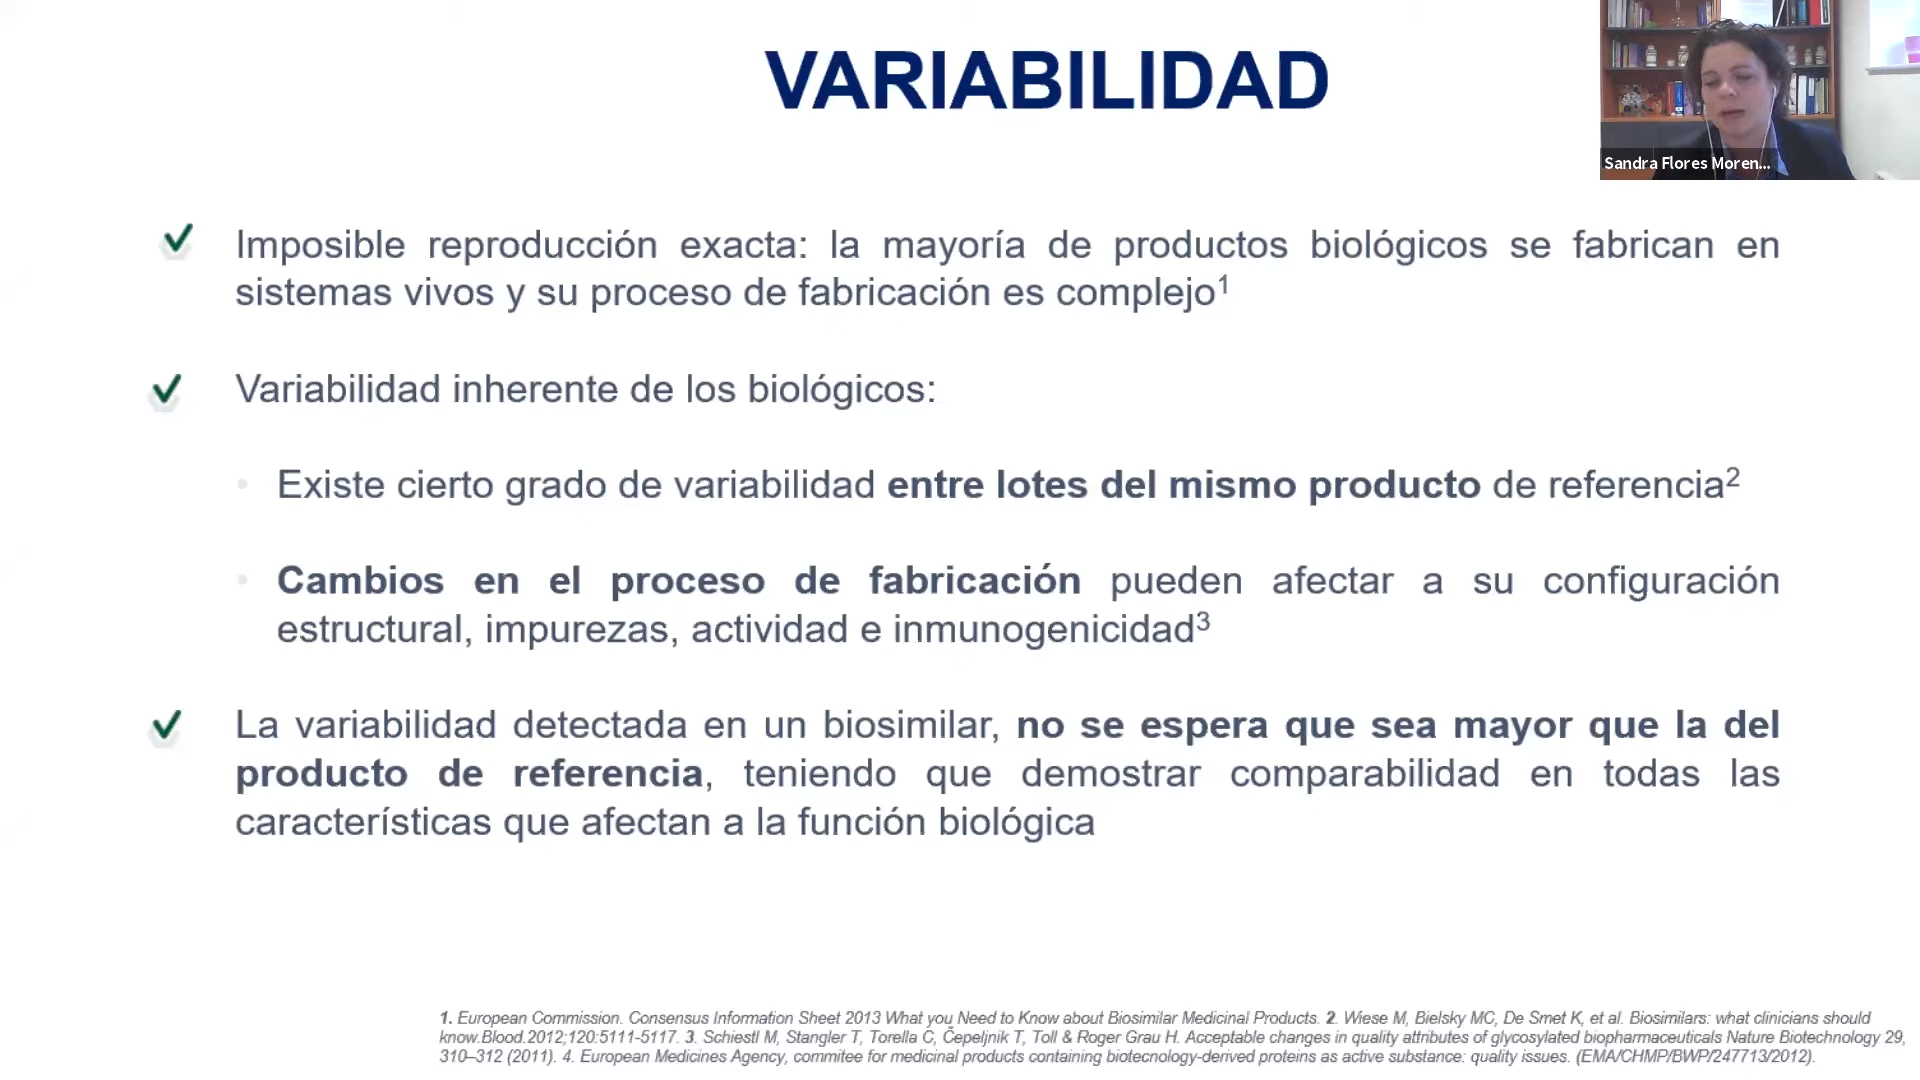 VARIABILIDAD
Sandra Flores Moren...
Imposible reproducción exacta: la mayoría de productos biológicos se fabrican en
sistemas vivos y su proceso de fabricación es complejo1
Variabilidad inherente de los biológicos:
Existe cierto grado de variabilidad entre lotes del mismo producto de referencia2
Cambios en el proceso de fabricación pueden afectar a su configuración
estructural, impurezas, actividad e inmunogenicidad3
La variabilidad detectada en un biosimilar, no se espera que sea mayor que la del
producto de referencia, teniendo que demostrar comparabilidad en todas las
características que afectan a la función biológica
1. European Commission. Consensus Information Sheet 2013 What you Need to Know about Biosimilar Medicinal Products. 2. Wiese M, Bielsky MC, De Smet K, et al. Biosimilars: what clinicians should
know.Blood.2012;120:5111-5117. 3. Schiestl M, Stangler T, Torella C, Čepeljnik T, Toll & Roger Grau H. Acceptable changes in quality attributes of glycosylated biopharmaceuticals Nature Biotechnology 29,
310–312 (2011). 4. European Medicines Agency, commitee for medicinal products containing biotecnology-derived proteins as active substance: quality issues. (EMA/CHMP/BWP/247713/2012).